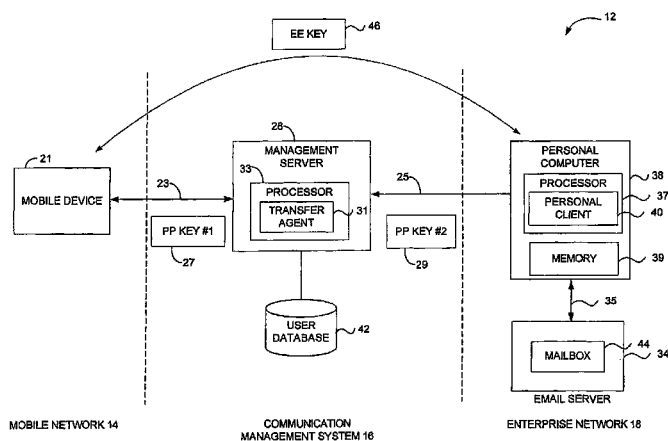 EE KEY
46
12
28
MANAGEMENT
SERVER
33
PROCESSOR
TRANSFER
AGENT
31
21
MOBILE DEVICE
23
25
PP KEY #1
27
PP KEY #2
29
PERSONAL
COMPUTER
38
PROCESSOR
37
PERSONAL
CLIENT
40
MEMORY
39
35
USER
DATABASE
42
MAILBOX
44
34
EMAIL SERVER
MOBILE NETWORK 14
COMMUNICATION
MANAGEMENT SYSTEM 16
ENTERPRISE NETWORK 18